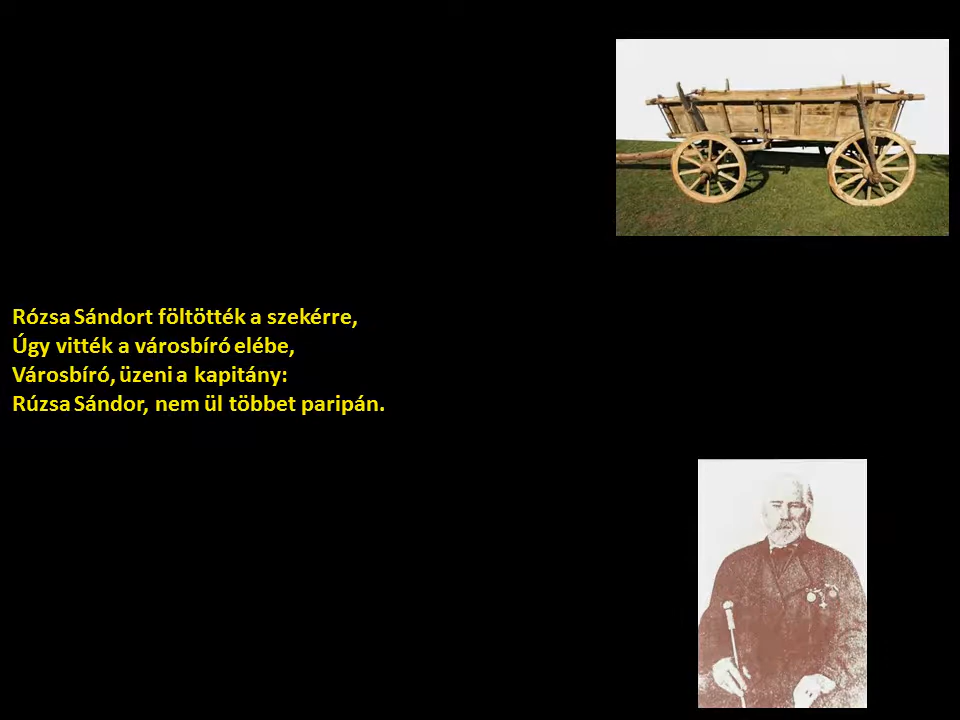 Rózsa Sándort föltötték a szekérre,
Úgy vitték a városbíró elébe,
Városbíró, üzeni a kapitány:
Rúzsa Sándor, nem ül többet paripán.